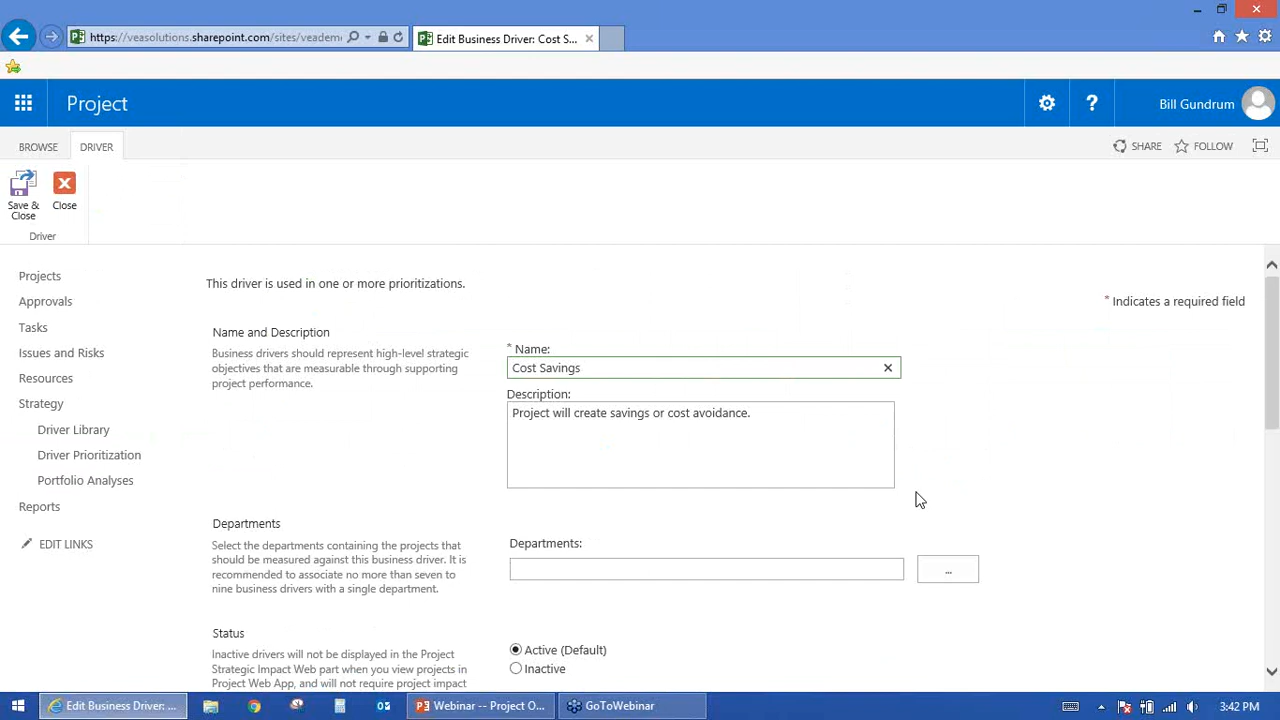 https://veasolutions.sharepoint.com/sites/veademo
Edit Business Driver: Cost S...
Project
Bill Gundrum
BROWSE
DRIVER
SHARE
FOLLOW
Save & Close
Close
Driver
Projects
Approvals
Tasks
Issues and Risks
Resources
Strategy
Driver Library
Driver Prioritization
Portfolio Analyses
Reports
EDIT LINKS
This driver is used in one or more prioritizations.
* Indicates a required field
Name and Description
Business drivers should represent high-level strategic
objectives that are measurable through supporting
project performance.
* Name:
Cost Savings
Description:
Project will create savings or cost avoidance.
Departments
Select the departments containing the projects that
should be measured against this business driver. It is
recommended to associate no more than seven to
nine business drivers with a single department.
Departments:
...
Status
Inactive drivers will not be displayed in the Project
Strategic Impact Web part when you view projects in
Project Web App, and will not require project impact
Active (Default)
Inactive
Edit Business Driver: ...
Webinar -- Project O...
GoToWebinar
3:42 PM